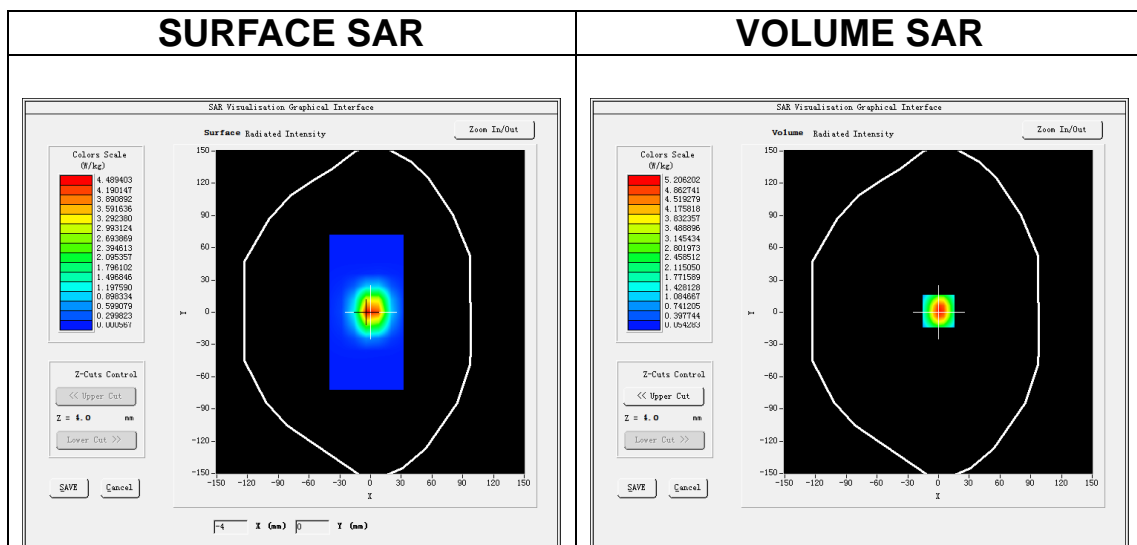 SURFACE SAR
VOLUME SAR
SAR Visualisation Graphical Interface
Surface Radiated Intensity
Zoom In/Out
Colors Scale
(W/kg)
4.489403
4.190147
3.890892
3.591636
3.292380
2.993124
2.693869
2.394613
2.095357
1.796102
1.496846
1.197590
0.898334
0.599079
0.299823
0.000567
150
120
90
60
30
0
-30
-60
-90
-120
-150
Y
-150 -120 -90 -60 -30 0 30 60 90 120 150
X
Z-Cuts Control
<< Upper Cut
Z = 4.0 mm
Lower Cut >>
SAVE Cancel
-4 X (mm) 0 Y (mm)
SAR Visualisation Graphical Interface
Volume Radiated Intensity
Zoom In/Out
Colors Scale
(W/kg)
5.206202
4.862741
4.519279
4.175818
3.832357
3.488896
3.145434
2.801973
2.458512
2.115050
1.771589
1.428128
1.084667
0.741205
0.397744
0.054283
150
120
90
60
30
0
-30
-60
-90
-120
-150
Y
-150 -120 -90 -60 -30 0 30 60 90 120 150
X
Z-Cuts Control
<< Upper Cut
Z = 4.0 mm
Lower Cut >>
SAVE Cancel